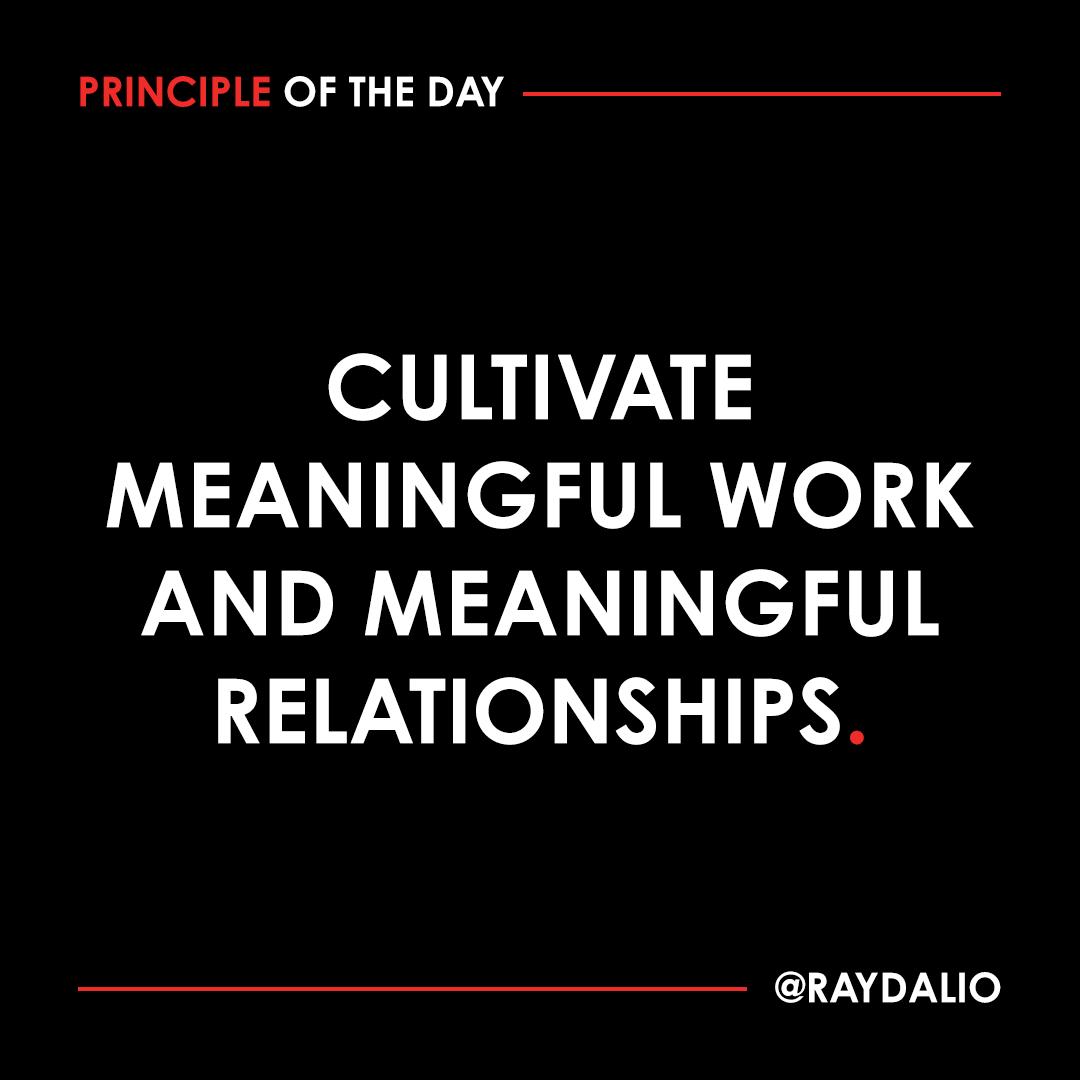 PRINCIPLE OF THE DAY
CULTIVATE
MEANINGFUL WORK
AND MEANINGFUL
RELATIONSHIPS.
@RAYDALIO